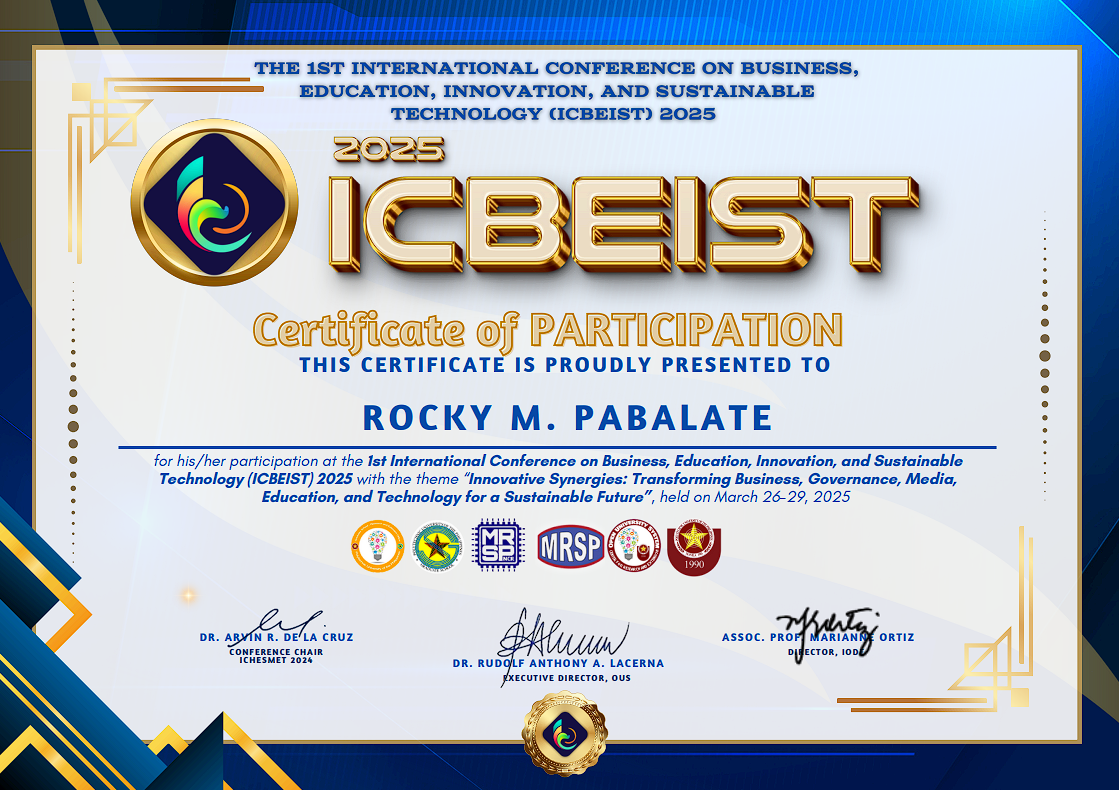 THE 1ST INTERNATIONAL CONFERENCE ON BUSINESS,
EDUCATION, INNOVATION, AND SUSTAINABLE
TECHNOLOGY (ICBEIST) 2025
2025
ICBEIST
Certificate of PARTICIPATION
THIS CERTIFICATE IS PROUDLY PRESENTED TO
ROCKY M. PABALATE
for his/her participation at the 1st International Conference on Business, Education, Innovation, and Sustainable
Technology (ICBEIST) 2025 with the theme “Innovative Synergies: Transforming Business, Governance, Media,
Education, and Technology for a Sustainable Future”, held on March 26-29, 2025
MRSP
MRSP
1990
DR. ARVIN R. DE LA CRUZ
CONFERENCE CHAIR
ICHESMET 2024
DR. RUDOLF ANTHONY A. LACERNA
EXECUTIVE DIRECTOR, OUS
ASSOC. PROF. MARIANNE ORTIZ
DIRECTOR, IOD